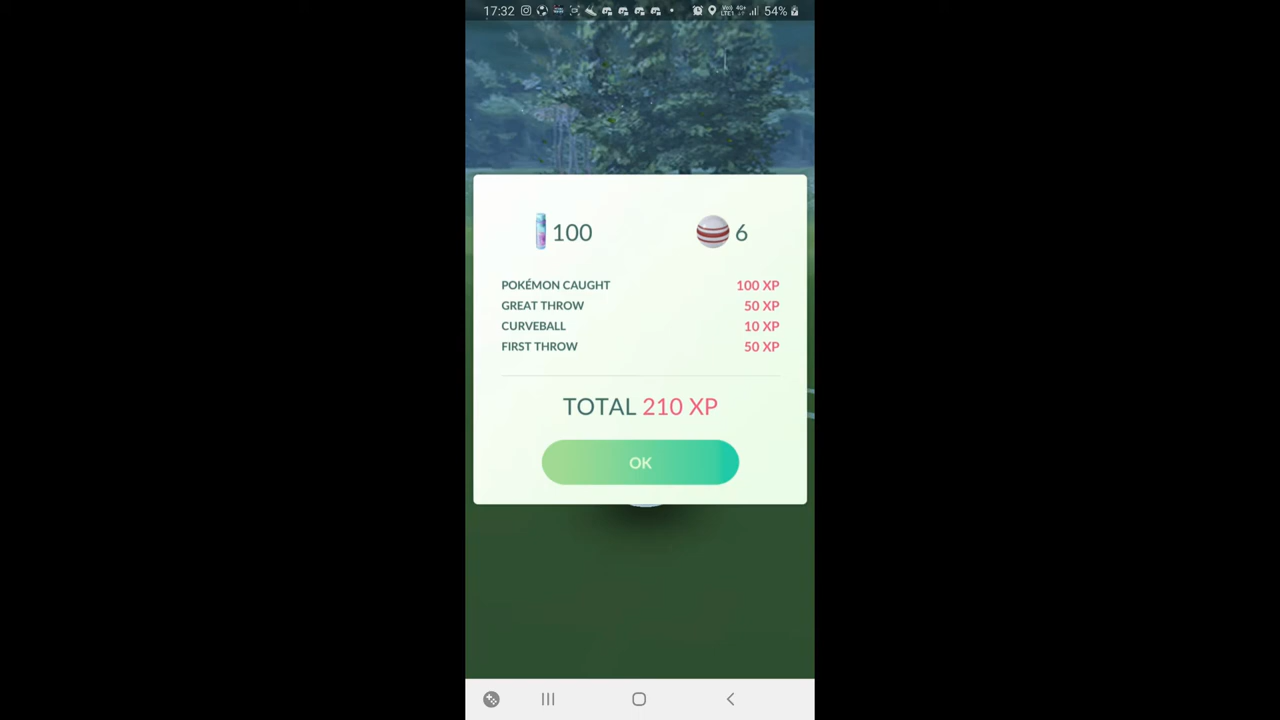 17:32 54%
100 6
POKÉMON CAUGHT 100 XP
GREAT THROW 50 XP
CURVEBALL 10 XP
FIRST THROW 50 XP
TOTAL 210 XP
OK